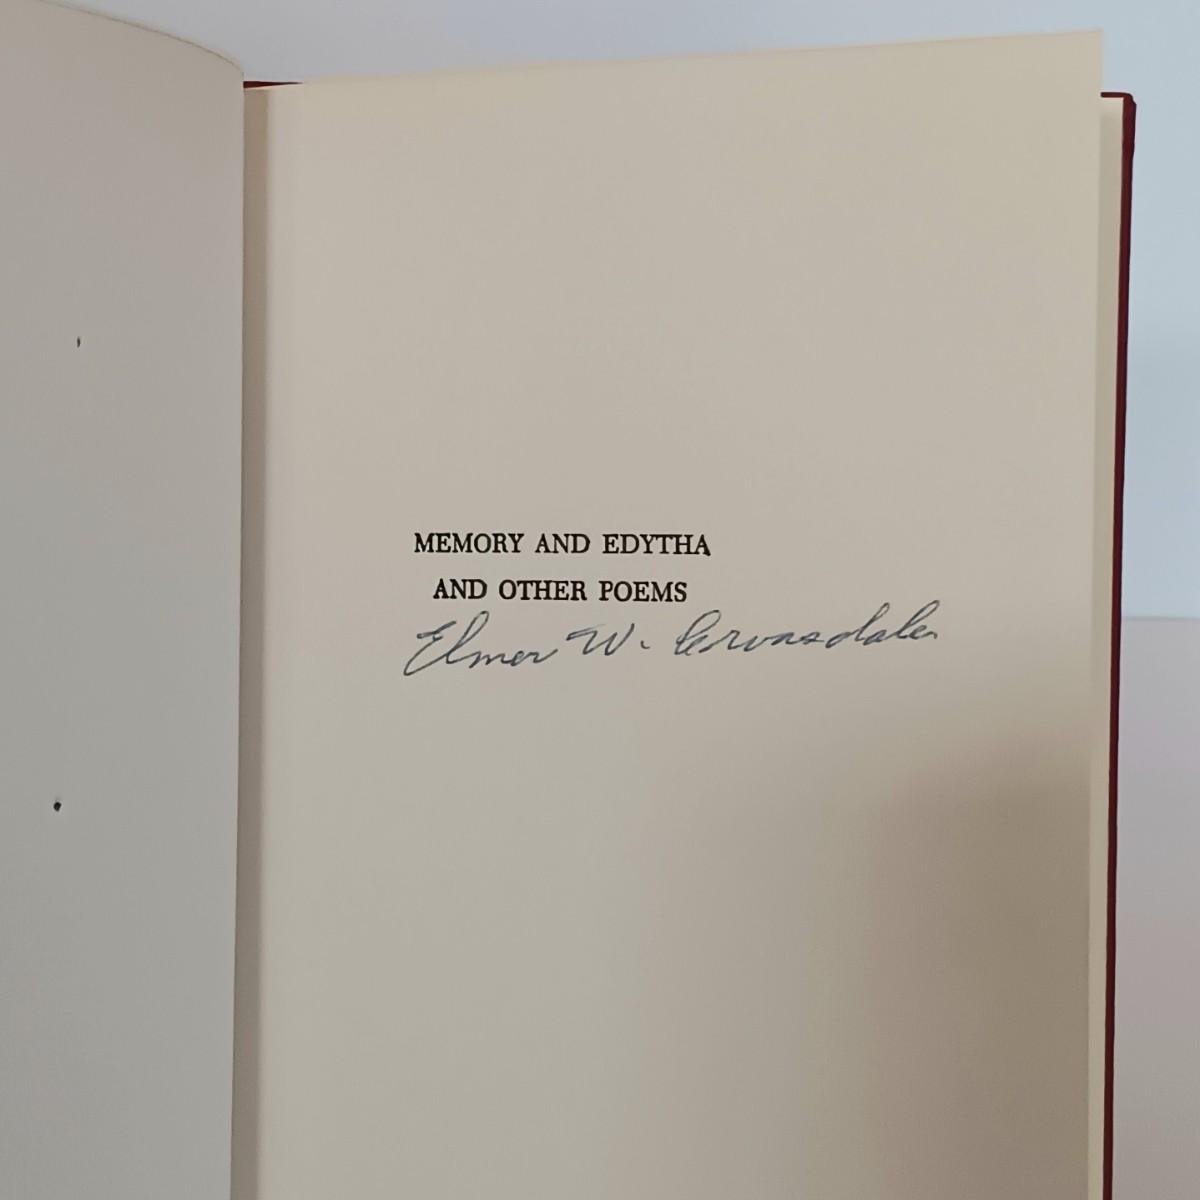 MEMORY AND EDYTHA
AND OTHER POEMS
Elmer W.